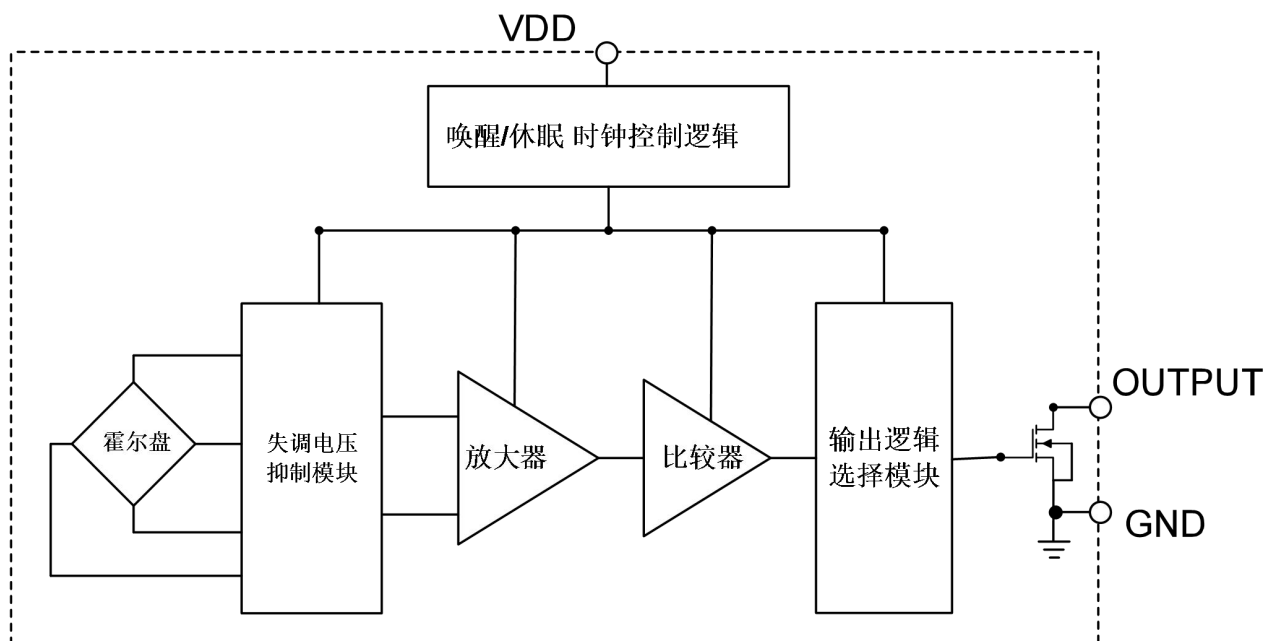 VDD
唤醒/休眠 时钟控制逻辑
霍尔盘
失调电压
抑制模块
放大器
比较器
输出逻辑
选择模块
OUTPUT
GND